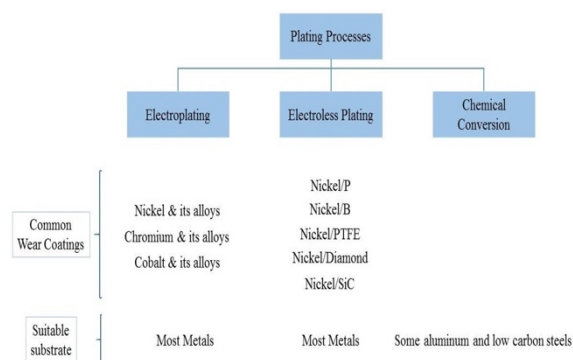 Plating Processes
Electroplating
Electroless Plating
Chemical
Conversion
Common
Wear Coatings
Nickel & its alloys
Chromium & its alloys
Cobalt & its alloys
Nickel/P
Nickel/B
Nickel/PTFE
Nickel/Diamond
Nickel/SiC
Suitable
substrate
Most Metals
Most Metals
Some aluminum and low carbon steels